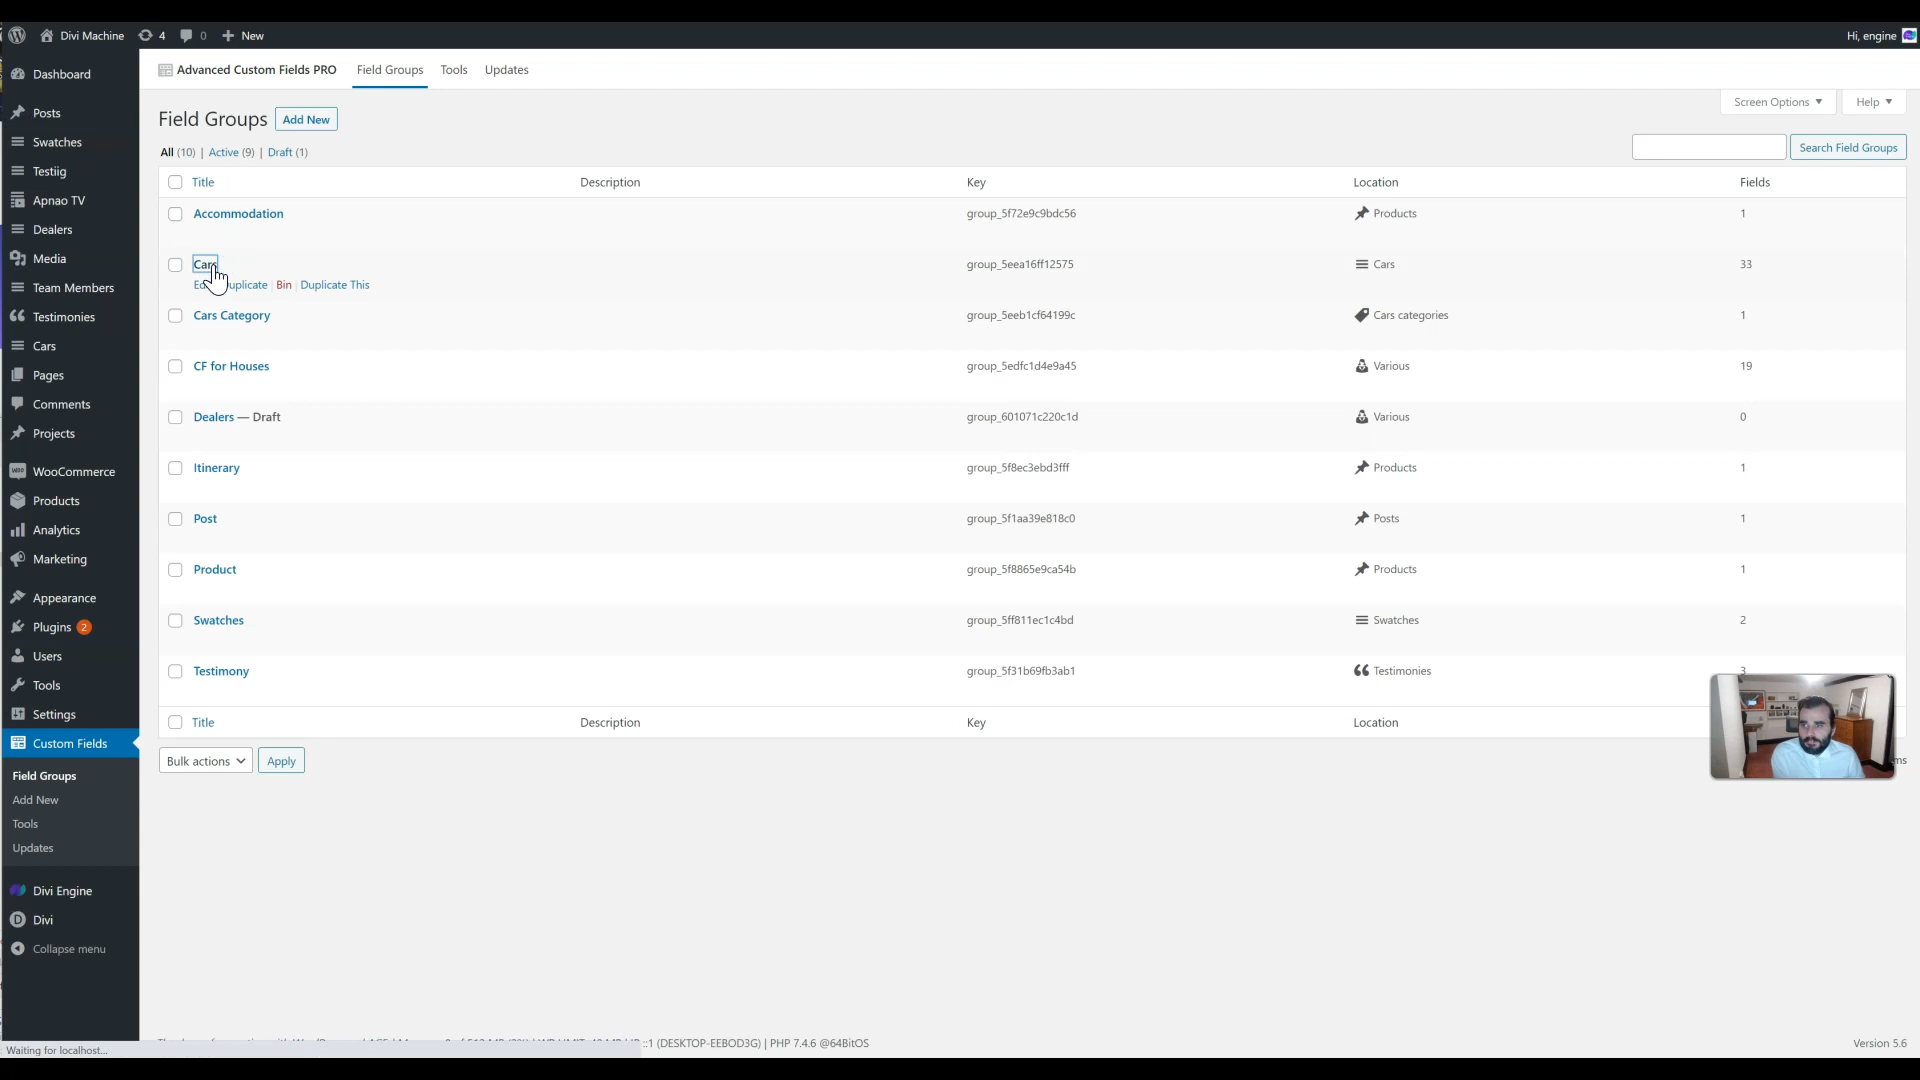 Divi Machine 4 0 New Hi, engine
Dashboard
Posts
Swatches
Testiig
Apnao TV
Dealers
Media
Team Members
Testimonies
Cars
Pages
Comments
Projects
WooCommerce
Products
Analytics
Marketing
Appearance
Plugins 2
Users
Tools
Settings
Custom Fields
Field Groups
Add New
Tools
Updates
Divi Engine
Divi
Collapse menu
Advanced Custom Fields PRO Field Groups Tools Updates
Screen Options Help
Field Groups Add New
All (10) | Active (9) | Draft (1)
Search Field Groups
Title Description Key Location Fields
Accommodation group_5f72e9c9bdc56 Products 1
Cars group_5eea16ff12575 Cars 33
Duplicate | Bin | Duplicate This
Cars Category group_5eeb1cf64199c Cars categories 1
CF for Houses group_5edfc1d4e9a45 Various 19
Dealers — Draft group_601071c220c1d Various 0
Itinerary group_5f8ec3ebd3fff Products 1
Post group_5f1aa39e818c0 Posts 1
Product group_5f8865e9ca54b Products 1
Swatches group_5ff811ec1c4bd Swatches 2
Testimony group_5f31b69fb3ab1 Testimonies 3
Title Description Key Location
Bulk actions Apply
::1 (DESKTOP-EEBOD3G) | PHP 7.4.6 @64BitOS Version 5.6
Waiting for localhost...